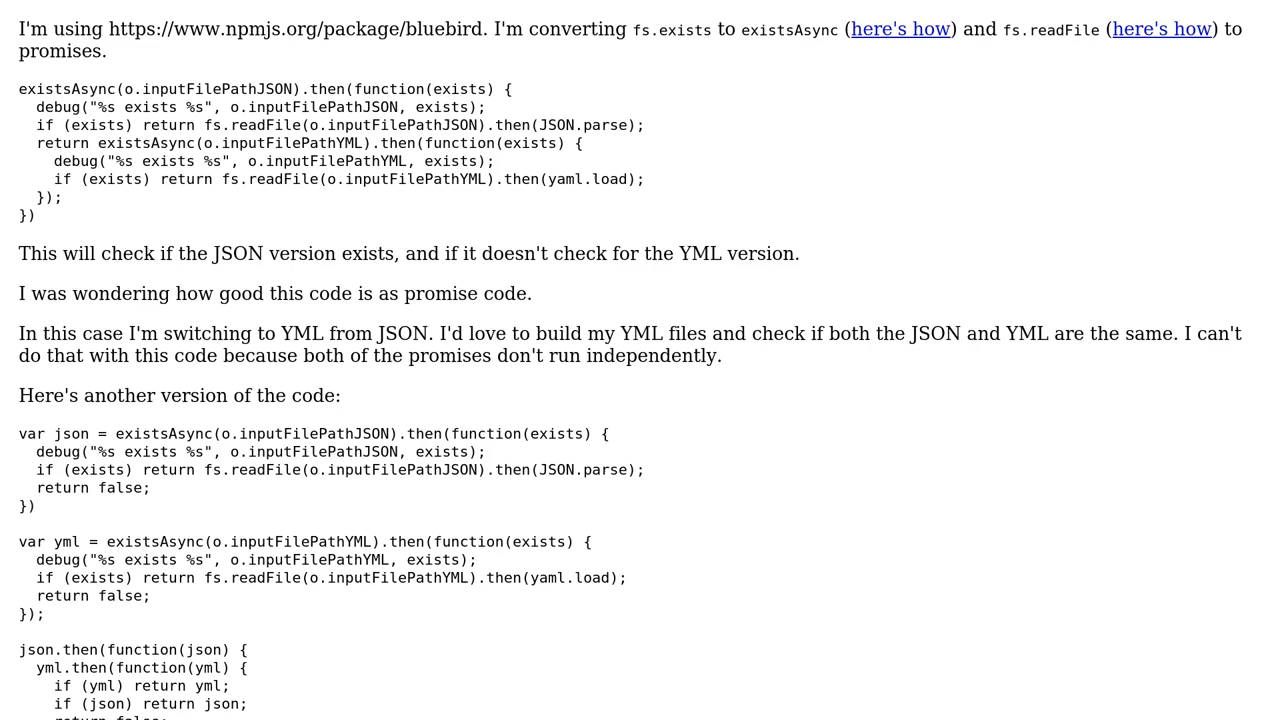 I'm using https://www.npmjs.org/package/bluebird. I'm converting fs.exists to existsAsync (here's how) and fs.readFile (here's how) to
promises.
existsAsync(o.inputFilePathJSON).then(function(exists) {
  debug("%s exists %s", o.inputFilePathJSON, exists);
  if (exists) return fs.readFile(o.inputFilePathJSON).then(JSON.parse);
  return existsAsync(o.inputFilePathYML).then(function(exists) {
    debug("%s exists %s", o.inputFilePathYML, exists);
    if (exists) return fs.readFile(o.inputFilePathYML).then(yaml.load);
  });
})
This will check if the JSON version exists, and if it doesn't check for the YML version.
I was wondering how good this code is as promise code.
In this case I'm switching to YML from JSON. I'd love to build my YML files and check if both the JSON and YML are the same. I can't
do that with this code because both of the promises don't run independently.
Here's another version of the code:
var json = existsAsync(o.inputFilePathJSON).then(function(exists) {
  debug("%s exists %s", o.inputFilePathJSON, exists);
  if (exists) return fs.readFile(o.inputFilePathJSON).then(JSON.parse);
  return false;
})
var yml = existsAsync(o.inputFilePathYML).then(function(exists) {
  debug("%s exists %s", o.inputFilePathYML, exists);
  if (exists) return fs.readFile(o.inputFilePathYML).then(yaml.load);
  return false;
});
json.then(function(json) {
  yml.then(function(yml) {
    if (yml) return yml;
    if (json) return json;
    return false;